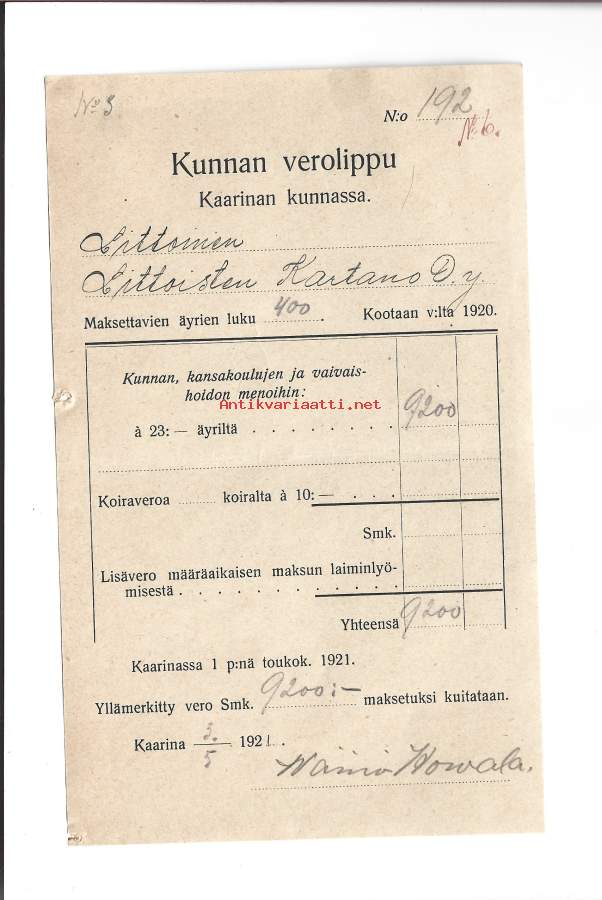 No 3
N:o 192
No 6.
Kunnan verolippu
Kaarinan kunnassa.
Littoinen
Littoisten Kartano O.y.
Maksettavien äyrien luku 400. Kootaan v:lta 1920.
Kunnan, kansakoulujen ja vaivais-
hoidon menoihin:
Antikvariaatti.net
à 23: — äyriltä . . . . . . . . 9200
Koiraveroa ........ koiralta à 10: — . . .
Smk.
Lisävero määräaikaisen maksun laiminlyö-
misestä . . . . . . . . . . . .
Yhteensä 9200
Kaarinassa 1 p:nä toukok. 1921.
Yllämerkitty vero Smk. 9200:— maksetuksi kuitataan.
Kaarina 3./5 1921.
Wäinö Howala.